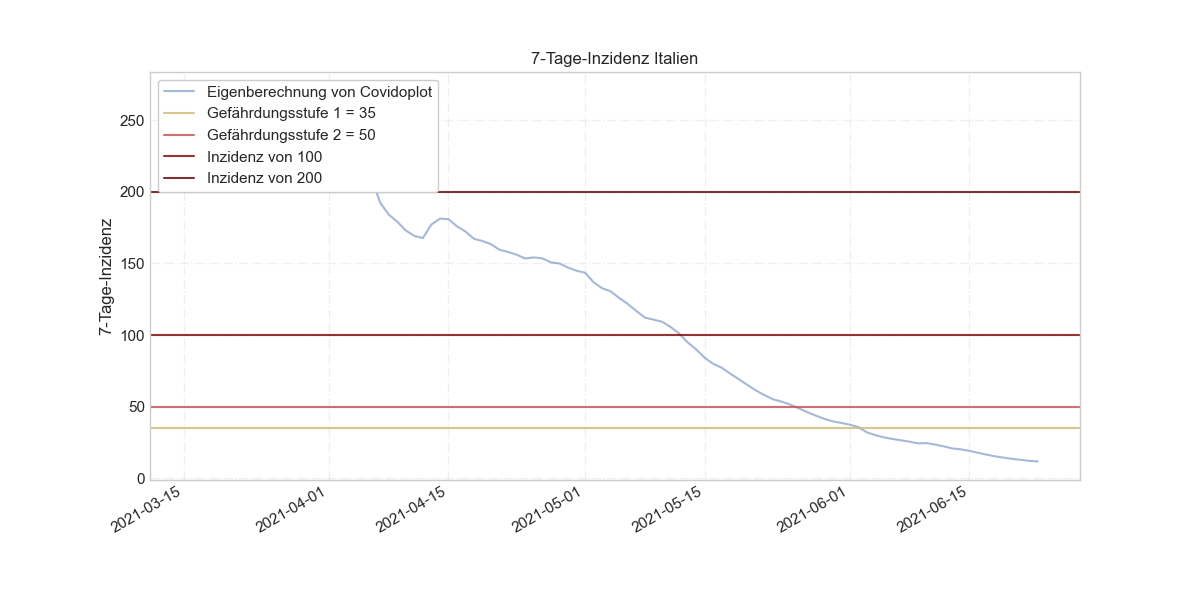 7-Tage-Inzidenz Italien
Eigenberechnung von Covidoplot
Gefährdungsstufe 1 = 35
Gefährdungsstufe 2 = 50
Inzidenz von 100
Inzidenz von 200
7-Tage-Inzidenz
250
200
150
100
50
0
2021-03-15
2021-04-01
2021-04-15
2021-05-01
2021-05-15
2021-06-01
2021-06-15